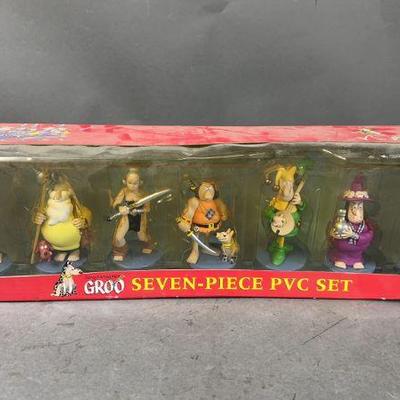 GROO SEVEN-PIECE PVC SET